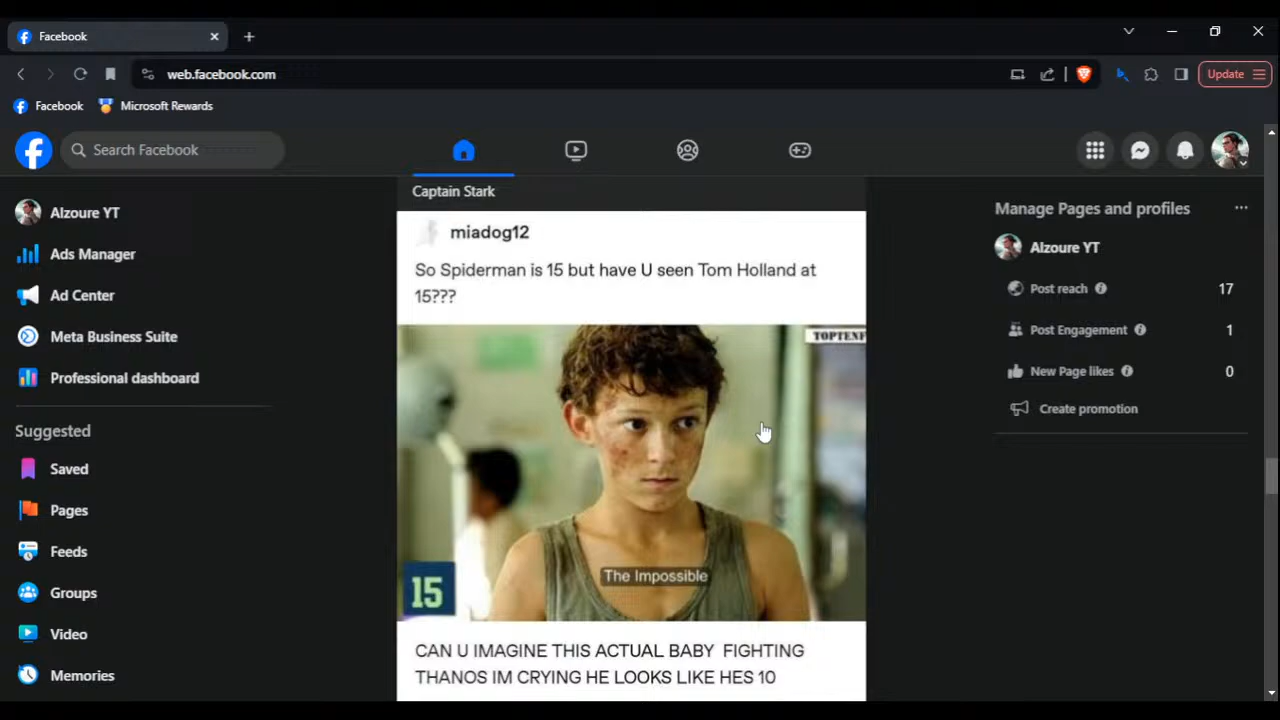 Facebook
web.facebook.com
Update
Facebook
Microsoft Rewards
Search Facebook
Alzoure YT
Ads Manager
Ad Center
Meta Business Suite
Professional dashboard
Suggested
Saved
Pages
Feeds
Groups
Video
Memories
Captain Stark
miadog12
So Spiderman is 15 but have U seen Tom Holland at
15???
TOPTENF
The Impossible
15
CAN U IMAGINE THIS ACTUAL BABY FIGHTING
THANOS IM CRYING HE LOOKS LIKE HES 10
Manage Pages and profiles
Alzoure YT
Post reach 17
Post Engagement 1
New Page likes 0
Create promotion